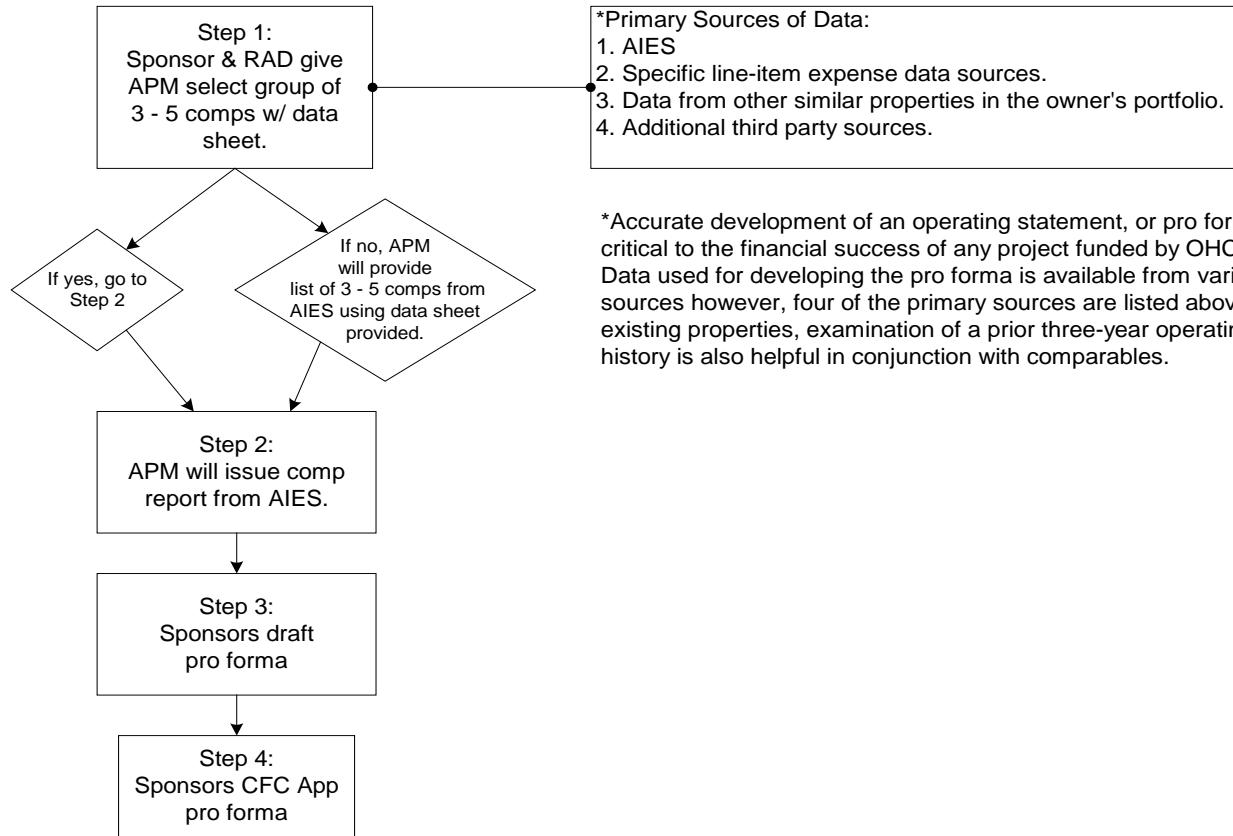 Step 1:
Sponsor & RAD give
APM select group of
3 - 5 comps w/ data
sheet.
*Primary Sources of Data:
1. AIES
2. Specific line-item expense data sources.
3. Data from other similar properties in the owner's portfolio.
4. Additional third party sources.
*Accurate development of an operating statement, or pro
critical to the financial success of any project funded by
Data used for developing the pro forma is available from
sources however, four of the primary sources are listed
existing properties, examination of a prior three-year
history is also helpful in conjunction with comparables.
If yes, go to
Step 2
If no, APM
will provide
list of 3 - 5 comps from
AIES using data sheet
provided.
Step 2:
APM will issue comp
report from AIES.
Step 3:
Sponsors draft
pro forma
Step 4:
Sponsors CFC App
pro forma